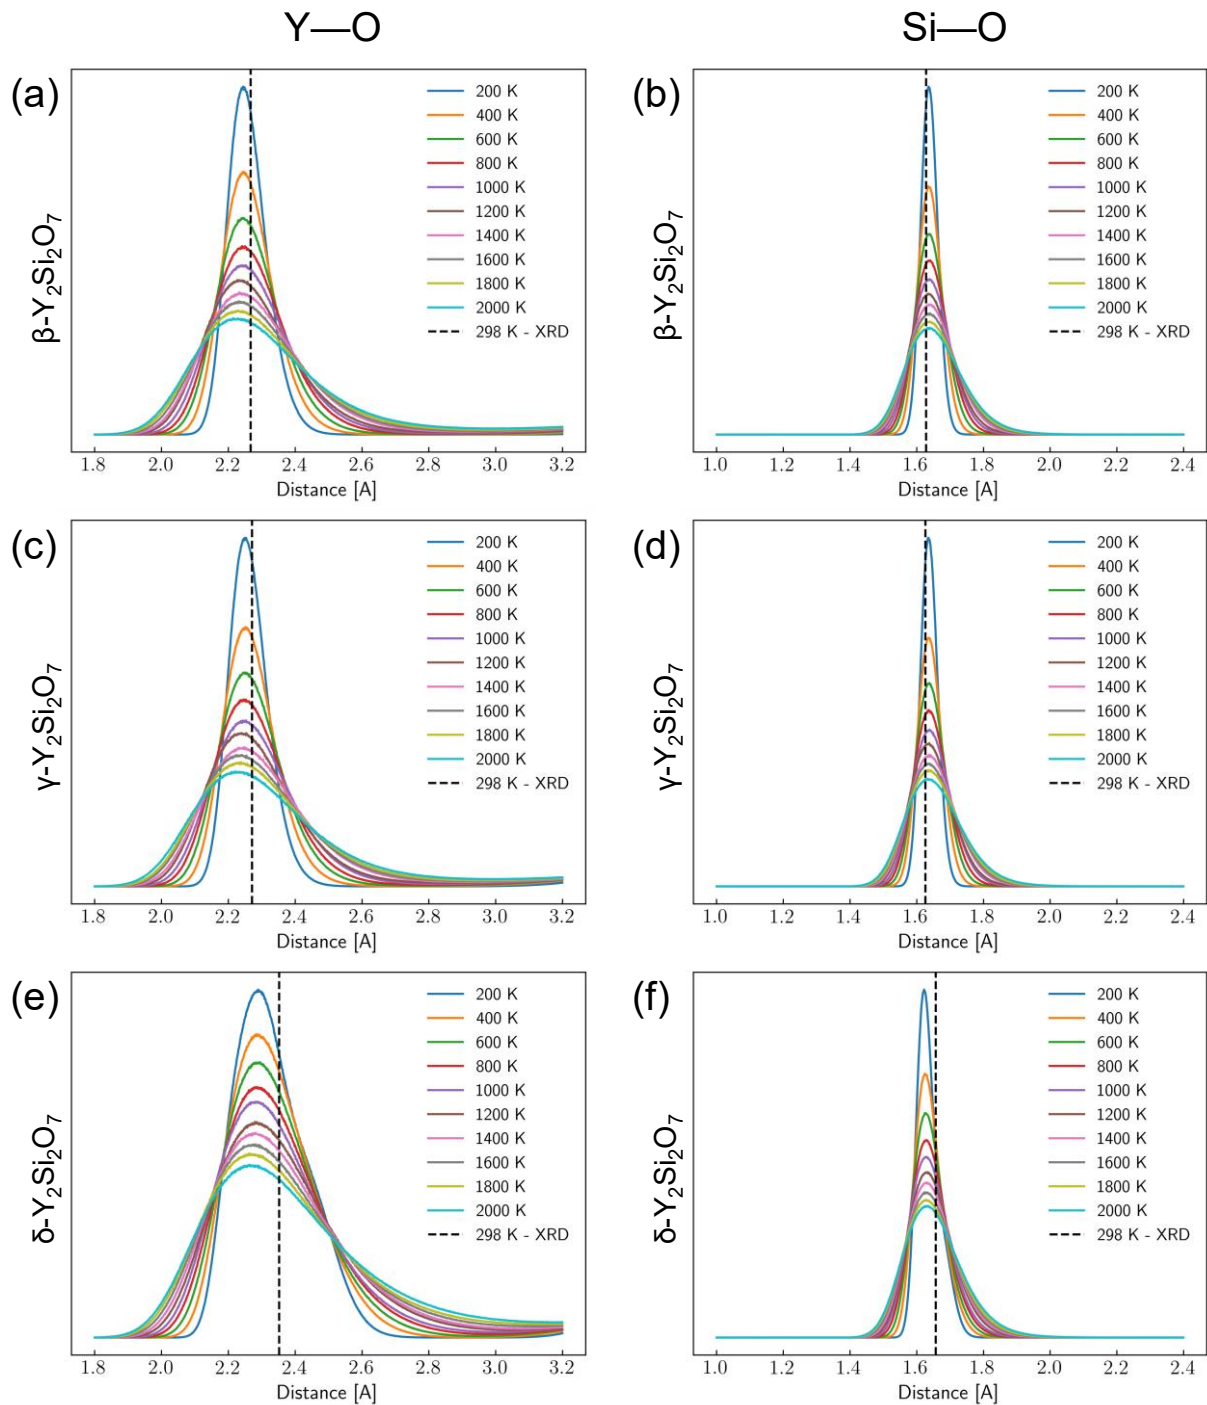 Y—O
Si—O
(a)
β-Y2Si2O7
200 K
400 K
600 K
800 K
1000 K
1200 K
1400 K
1600 K
1800 K
2000 K
298 K - XRD
1.8 2.0 2.2 2.4 2.6 2.8 3.0 3.2
Distance [A]
(b)
β-Y2Si2O7
200 K
400 K
600 K
800 K
1000 K
1200 K
1400 K
1600 K
1800 K
2000 K
298 K - XRD
1.0 1.2 1.4 1.6 1.8 2.0 2.2 2.4
Distance [A]
(c)
γ-Y2Si2O7
200 K
400 K
600 K
800 K
1000 K
1200 K
1400 K
1600 K
1800 K
2000 K
298 K - XRD
1.8 2.0 2.2 2.4 2.6 2.8 3.0 3.2
Distance [A]
(d)
γ-Y2Si2O7
200 K
400 K
600 K
800 K
1000 K
1200 K
1400 K
1600 K
1800 K
2000 K
298 K - XRD
1.0 1.2 1.4 1.6 1.8 2.0 2.2 2.4
Distance [A]
(e)
δ-Y2Si2O7
200 K
400 K
600 K
800 K
1000 K
1200 K
1400 K
1600 K
1800 K
2000 K
298 K - XRD
1.8 2.0 2.2 2.4 2.6 2.8 3.0 3.2
Distance [A]
(f)
δ-Y2Si2O7
200 K
400 K
600 K
800 K
1000 K
1200 K
1400 K
1600 K
1800 K
2000 K
298 K - XRD
1.0 1.2 1.4 1.6 1.8 2.0 2.2 2.4
Distance [A]